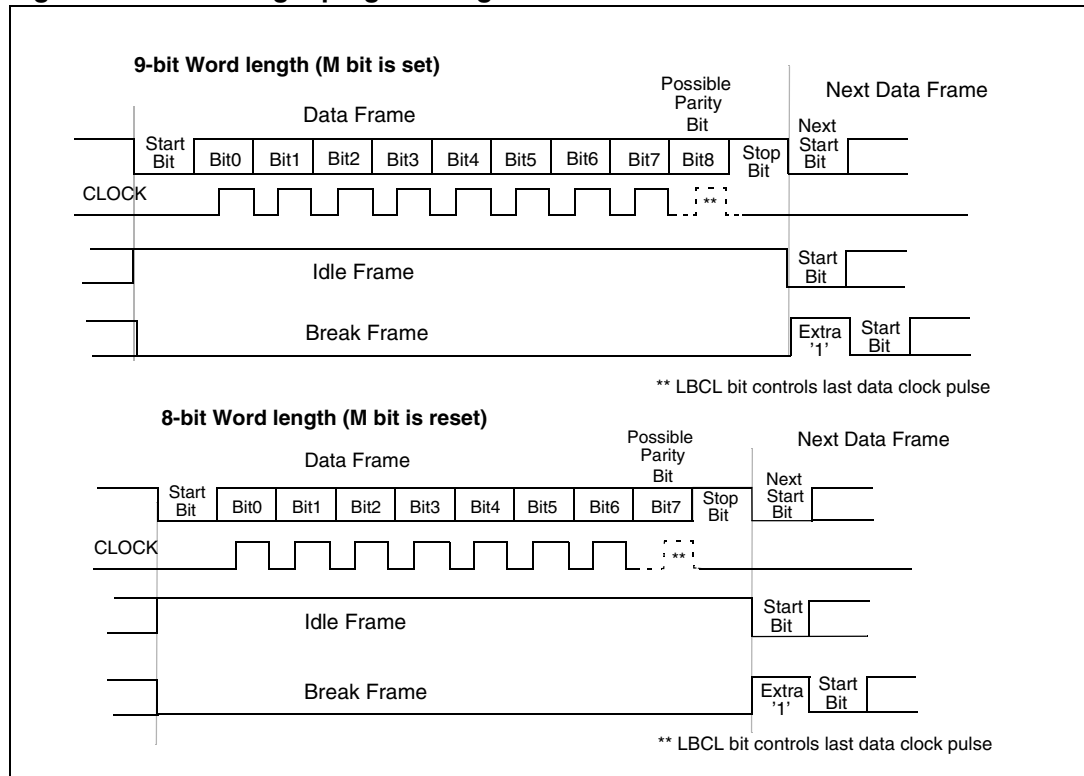 9-bit Word length (M bit is set)
Possible
Parity
Bit
Next Data Frame
Data Frame
Start
Bit
Bit0 Bit1 Bit2 Bit3 Bit4 Bit5 Bit6 Bit7 Bit8
Stop
Bit
Next
Start
Bit
CLOCK
**
Idle Frame
Start
Bit
Break Frame
Extra
'1'
Start
Bit
** LBCL bit controls last data clock pulse
8-bit Word length (M bit is reset)
Possible
Parity
Bit
Next Data Frame
Data Frame
Start
Bit
Bit0 Bit1 Bit2 Bit3 Bit4 Bit5 Bit6 Bit7
Stop
Bit
Next
Start
Bit
CLOCK
**
Idle Frame
Start
Bit
Break Frame
Extra
'1'
Start
Bit
** LBCL bit controls last data clock pulse